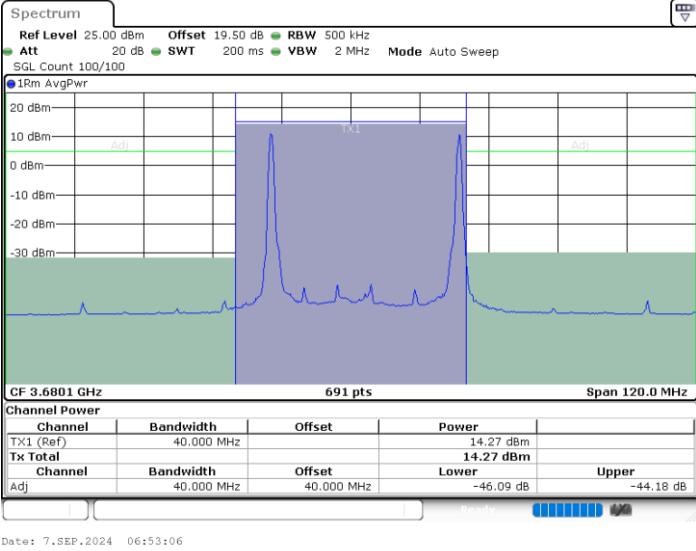 Spectrum
Ref Level 25.00 dBm Offset 19.50 dB RBW 500 kHz
Att 20 dB SWT 200 ms VBW 2 MHz Mode Auto Sweep
SGL Count 100/100
1Rm AvgPwr
20 dBm
TX1
10 dBm
Adj Adj
0 dBm
-10 dBm
-20 dBm
-30 dBm
CF 3.6801 GHz 691 pts Span 120.0 MHz
Channel Power
Channel Bandwidth Offset Power
TX1 (Ref) 40.000 MHz 14.27 dBm
Tx Total 14.27 dBm
Channel Bandwidth Offset Lower Upper
Adj 40.000 MHz 40.000 MHz -46.09 dB -44.18 dB
Ready
Date: 7.SEP.2024 06:53:06